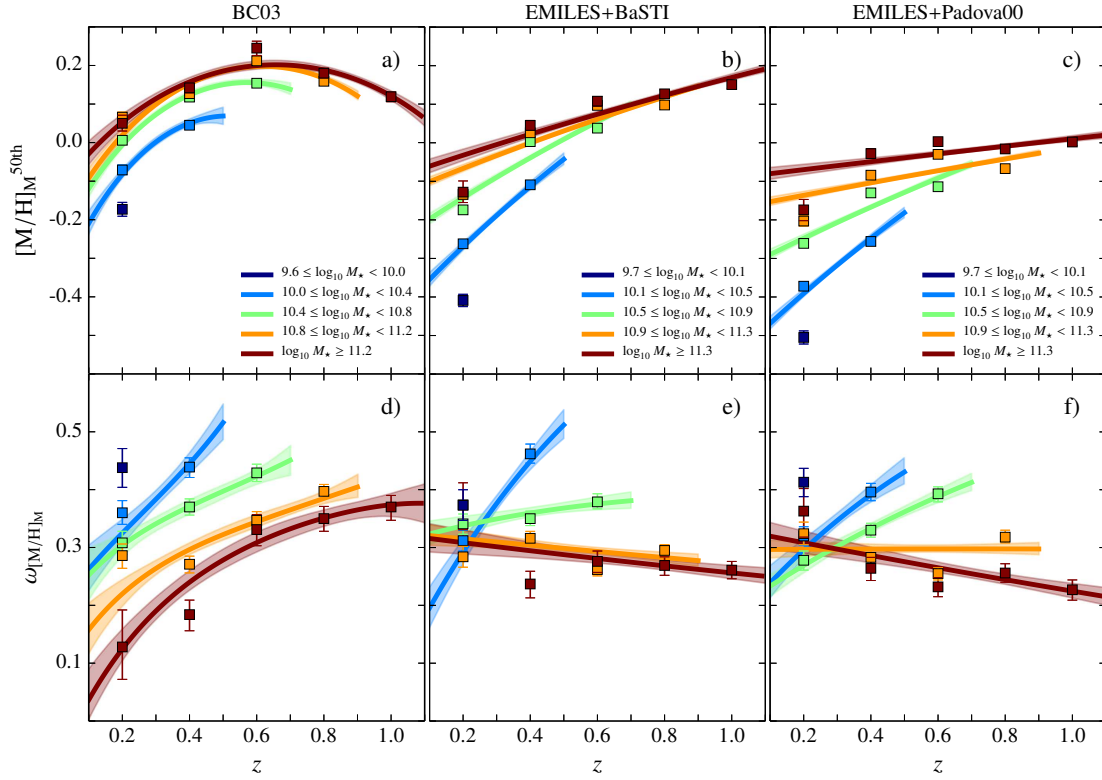 BC03
EMILES+BaSTI
EMILES+Padova00
a)
b)
c)
[M/H]_M^50th
0.2
0.0
-0.2
-0.4
9.6 ≤ log₁₀ M⋆ < 10.0
10.0 ≤ log₁₀ M⋆ < 10.4
10.4 ≤ log₁₀ M⋆ < 10.8
10.8 ≤ log₁₀ M⋆ < 11.2
log₁₀ M⋆ ≥ 11.2
9.7 ≤ log₁₀ M⋆ < 10.1
10.1 ≤ log₁₀ M⋆ < 10.5
10.5 ≤ log₁₀ M⋆ < 10.9
10.9 ≤ log₁₀ M⋆ < 11.3
log₁₀ M⋆ ≥ 11.3
9.7 ≤ log₁₀ M⋆ < 10.1
10.1 ≤ log₁₀ M⋆ < 10.5
10.5 ≤ log₁₀ M⋆ < 10.9
10.9 ≤ log₁₀ M⋆ < 11.3
log₁₀ M⋆ ≥ 11.3
d)
e)
f)
ω_[M/H]_M
0.5
0.3
0.1
0.2 0.4 0.6 0.8 1.0
0.2 0.4 0.6 0.8 1.0
0.2 0.4 0.6 0.8 1.0
z
z
z